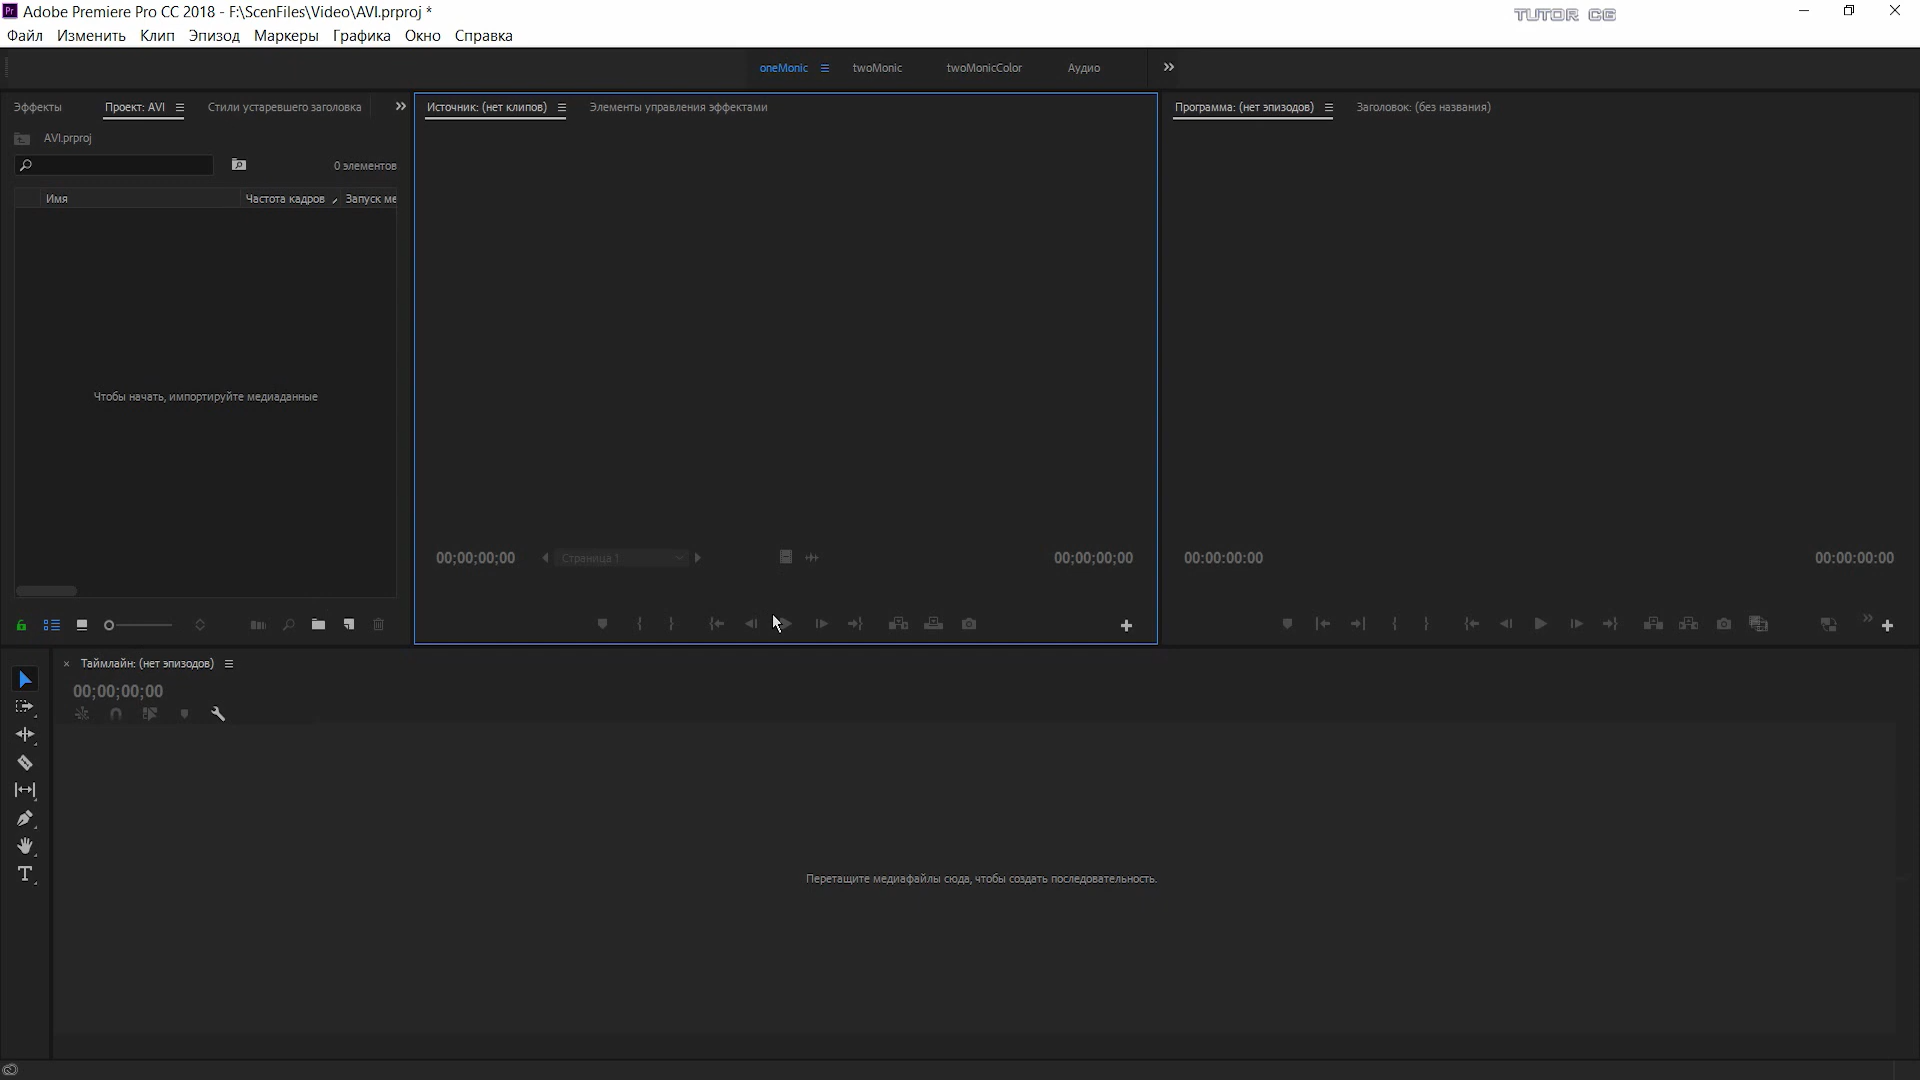 Adobe Premiere Pro CC 2018 - F:\ScenFiles\Video\AVI.prproj *
TUTOR CG
Файл Изменить Клип Эпизод Маркеры Графика Окно Справка
oneMonic twoMonic twoMonicColor Аудио
Эффекты Проект: AVI Стили устаревшего заголовка
Источник: (нет клипов) Элементы управления эффектами
Программа: (нет эпизодов) Заголовок: (без названия)
AVI.prproj
0 элементов
Имя Частота кадров Запуск ме
Чтобы начать, импортируйте медиаданные
00;00;00;00 Страница 1 00;00;00;00
00:00:00:00 00:00:00:00
Таймлайн: (нет эпизодов)
00;00;00;00
Перетащите медиафайлы сюда, чтобы создать последовательность.